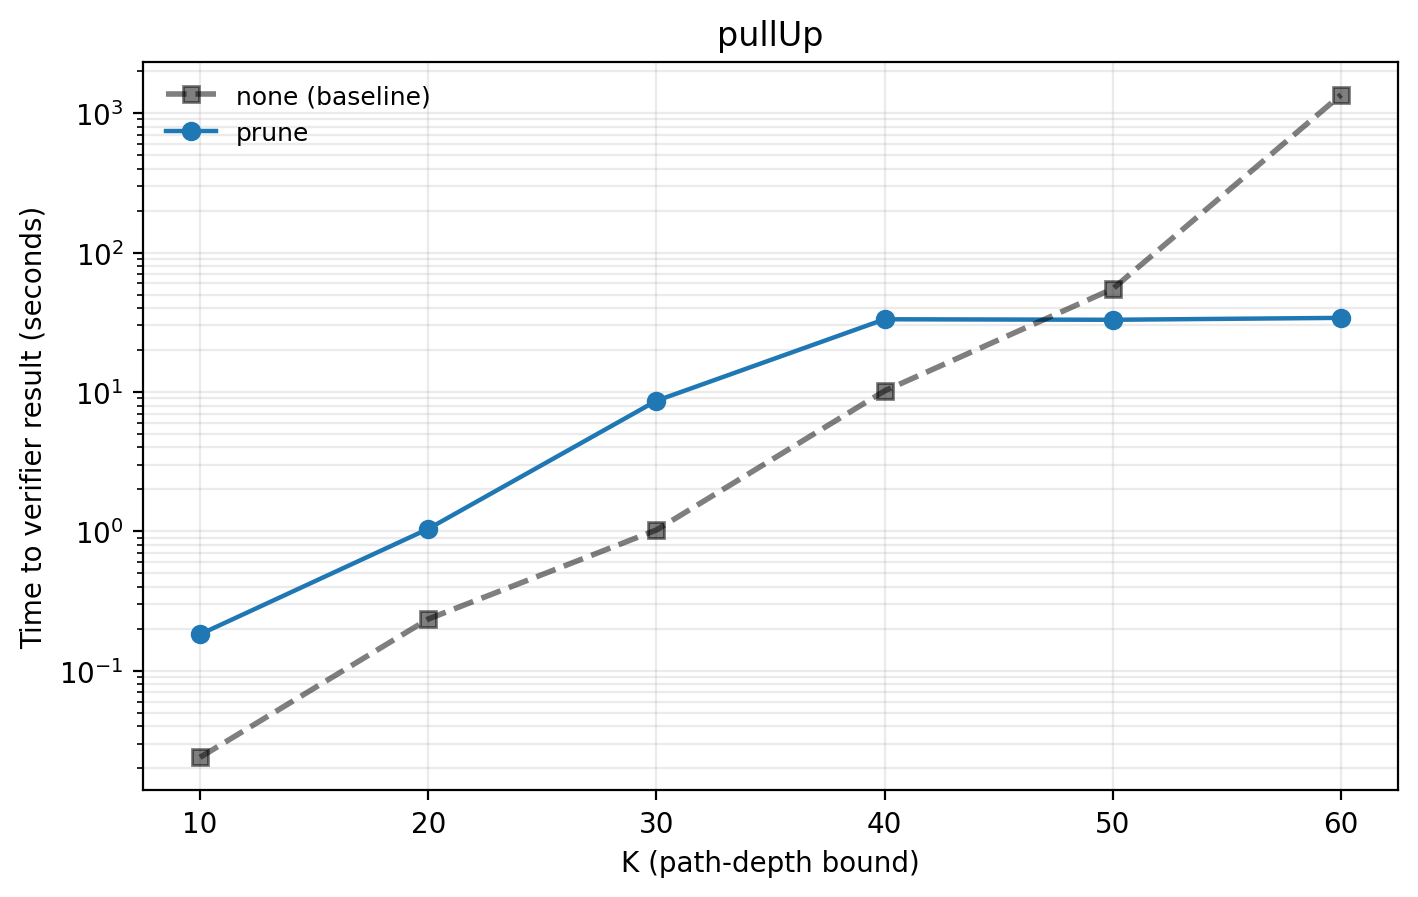 pullUp
none (baseline)
prune
Time to verifier result (seconds)
10³
10²
10¹
10⁰
10⁻¹
10 20 30 40 50 60
K (path-depth bound)